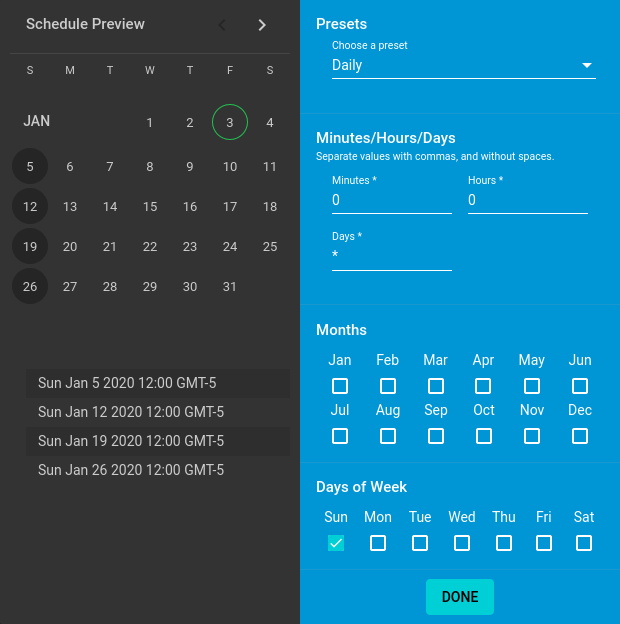 Schedule Preview
S M T W T F S
JAN 1 2 3 4
5 6 7 8 9 10 11
12 13 14 15 16 17 18
19 20 21 22 23 24 25
26 27 28 29 30 31
Sun Jan 5 2020 12:00 GMT-5
Sun Jan 12 2020 12:00 GMT-5
Sun Jan 19 2020 12:00 GMT-5
Sun Jan 26 2020 12:00 GMT-5
Presets
Choose a preset
Daily
Minutes/Hours/Days
Separate values with commas, and without spaces.
Minutes * Hours *
0 0
Days *
*
Months
Jan Feb Mar Apr May Jun
Jul Aug Sep Oct Nov Dec
Days of Week
Sun Mon Tue Wed Thu Fri Sat
DONE